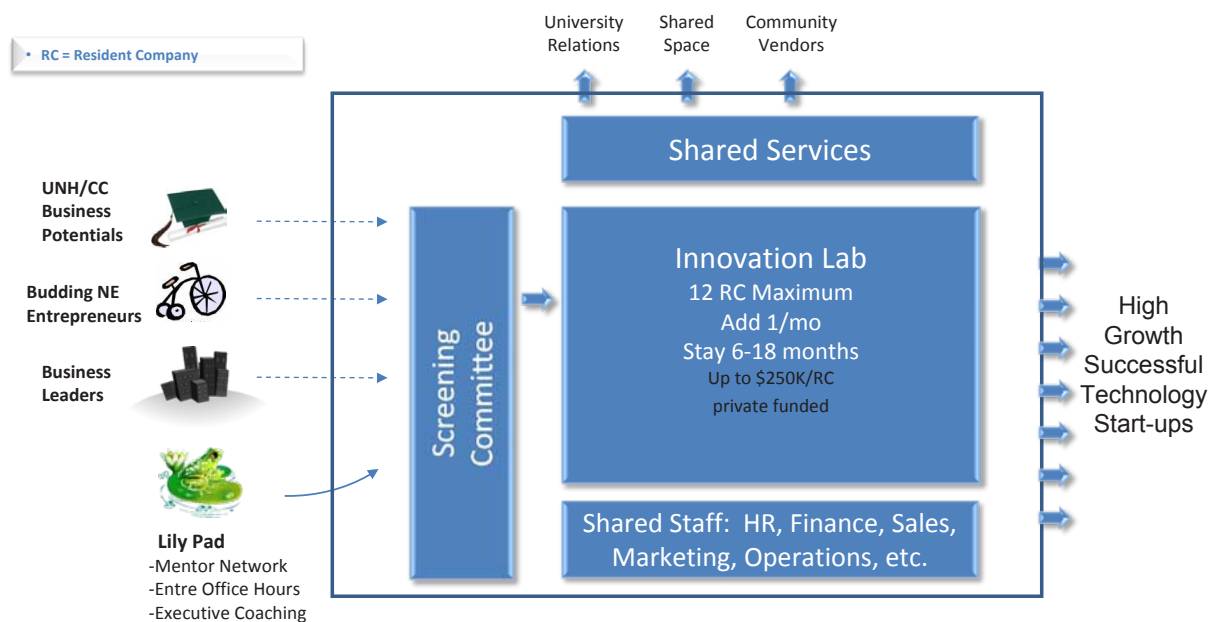 University
Relations
Shared
Space
Community
Vendors
• RC = Resident Company
Shared Services
UNH/CC
Business
Potentials
Budding NE
Entrepreneurs
Business
Leaders
Lily Pad
-Mentor Network
-Entre Office Hours
-Executive Coaching
Screening
Committee
Innovation Lab
12 RC Maximum
Add 1/mo
Stay 6-18 months
Up to $250K/RC
private funded
Shared Staff: HR, Finance, Sales,
Marketing, Operations, etc.
High
Growth
Successful
Technology
Start-ups